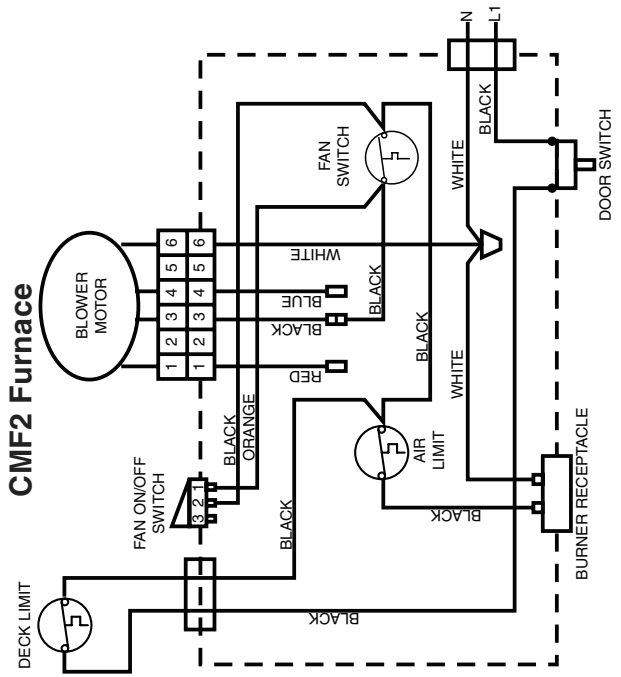 CMF2 Furnace
BLOWER
MOTOR
6 5 4 3 2 1
6 5 4 3 2 1
DECK LIMIT
FAN ON/OFF
SWITCH
3 2 1
BLACK
ORANGE
RED
BLACK
BLUE
WHITE
FAN
SWITCH
BLACK
BLACK
BLACK
AIR
LIMIT
BLACK
WHITE
WHITE
BLACK
N
L1
BLACK
BURNER RECEPTACLE
DOOR SWITCH